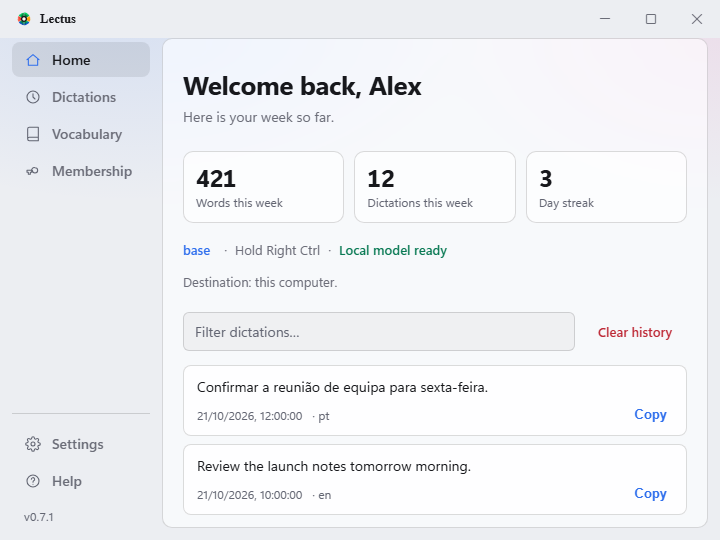 Lectus
Home
Dictations
Vocabulary
Membership
Settings
Help
v0.7.1
Welcome back, Alex
Here is your week so far.
421
Words this week
12
Dictations this week
3
Day streak
base · Hold Right Ctrl · Local model ready
Destination: this computer.
Filter dictations...
Clear history
Confirmar a reunião de equipa para sexta-feira.
21/10/2026, 12:00:00 · pt
Copy
Review the launch notes tomorrow morning.
21/10/2026, 10:00:00 · en
Copy